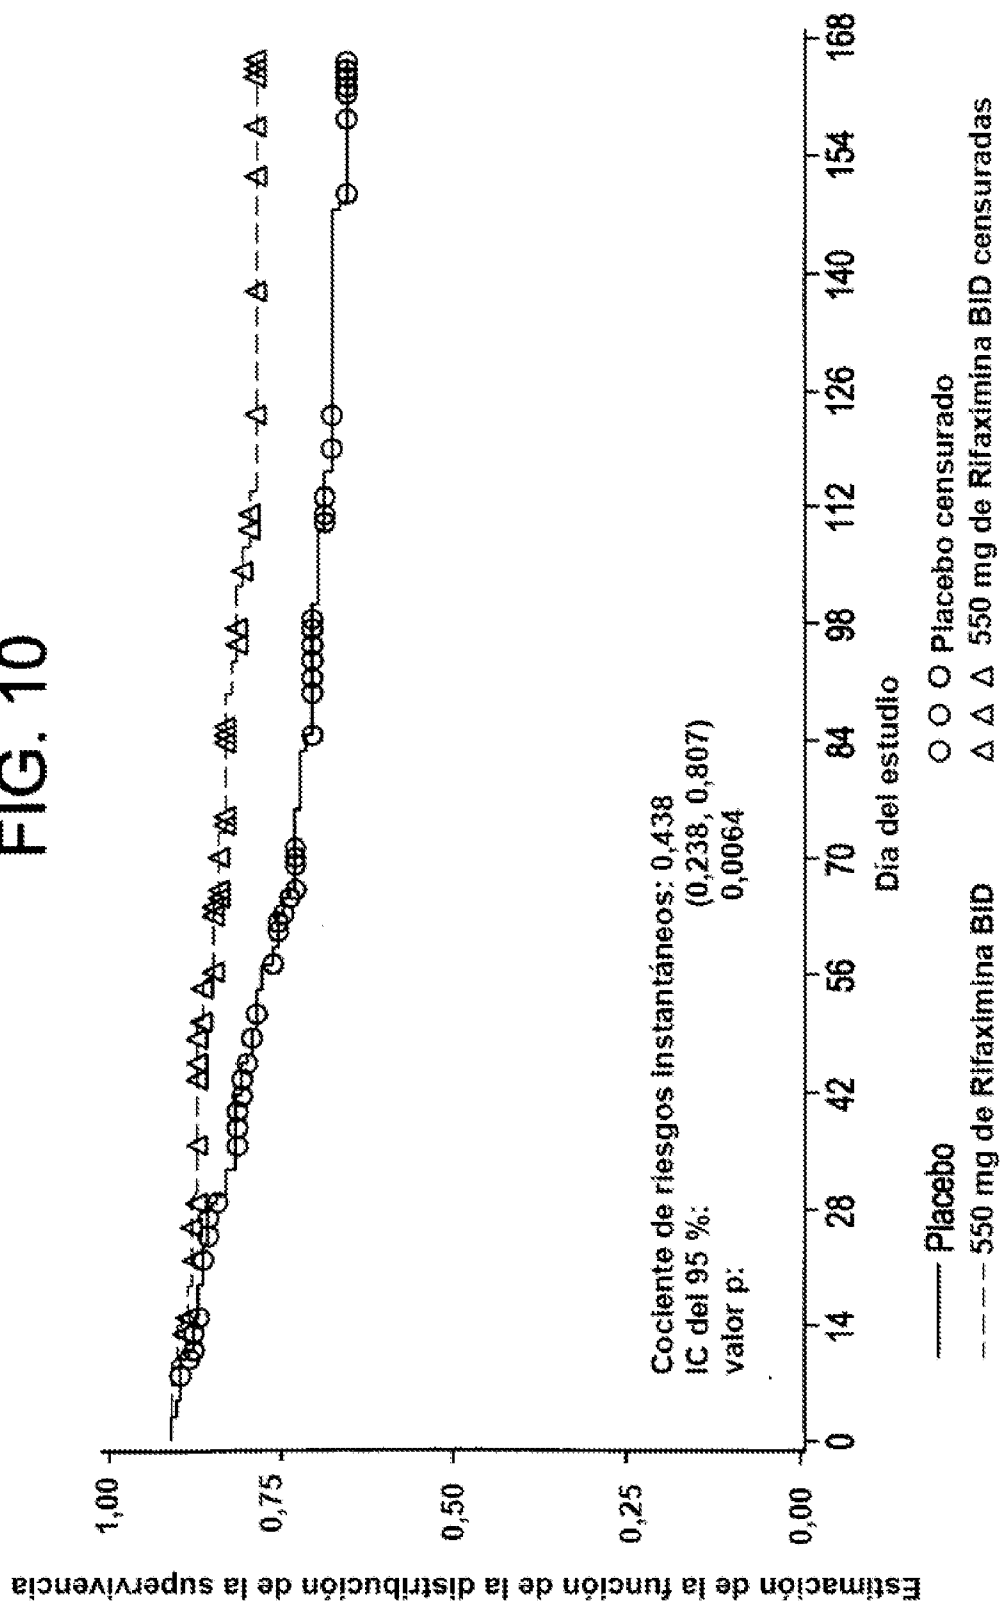 FIG. 10
Estimación de la función de la distribución de la supervivencia
1,00
0,75
0,50
0,25
0,00
Cociente de riesgos instantáneos: 0,438
IC del 95 %: (0,238, 0,807)
valor p: 0,0064
0 14 28 42 56 70 84 98 112 126 140 154 168
Día del estudio
Placebo
Placebo censurado
550 mg de Rifaximina BID
550 mg de Rifaximina BID censuradas